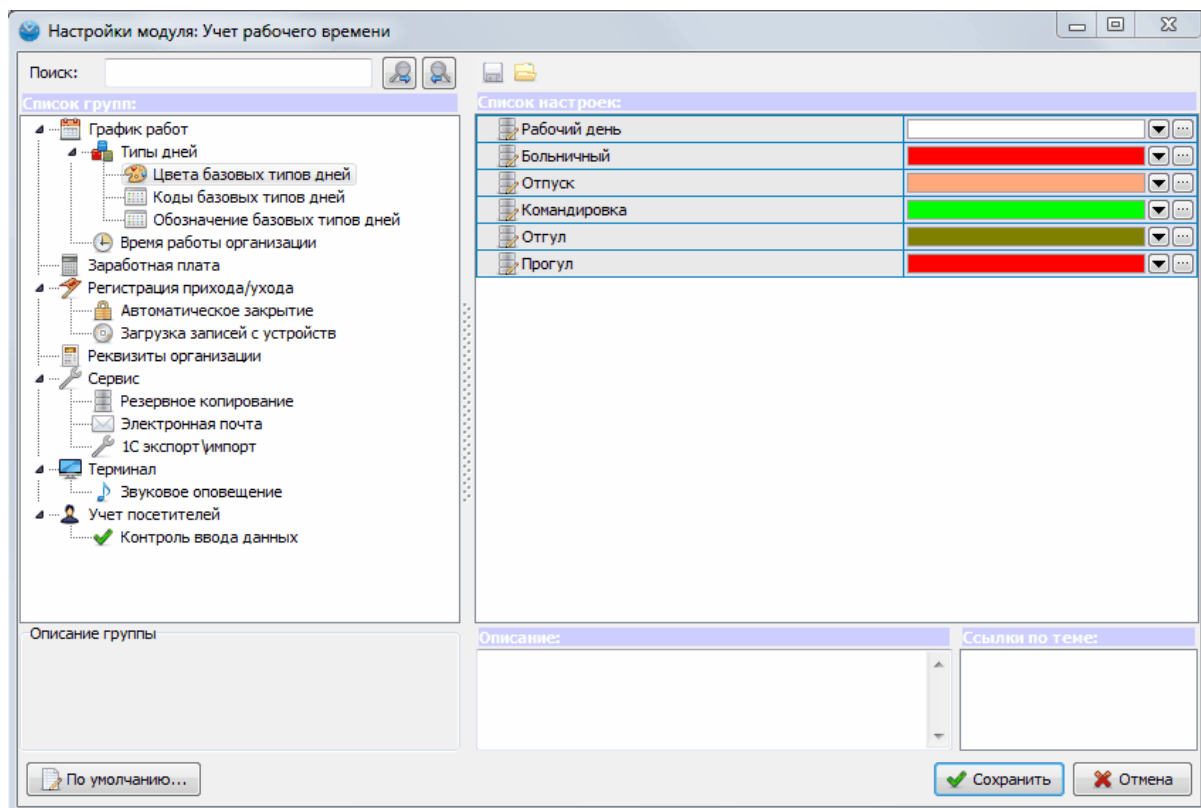 Настройки модуля: Учет рабочего времени
Поиск:
Список групп:
График работ
Типы дней
Цвета базовых типов дней
Коды базовых типов дней
Обозначение базовых типов дней
Время работы организации
Заработная плата
Регистрация прихода/ухода
Автоматическое закрытие
Загрузка записей с устройств
Реквизиты организации
Сервис
Резервное копирование
Электронная почта
1С экспорт\импорт
Терминал
Звуковое оповещение
Учет посетителей
Контроль ввода данных
Список настроек:
Рабочий день
Больничный
Отпуск
Командировка
Отгул
Прогул
Описание группы
Описание:
Ссылки по теме:
По умолчанию...
Сохранить
Отмена